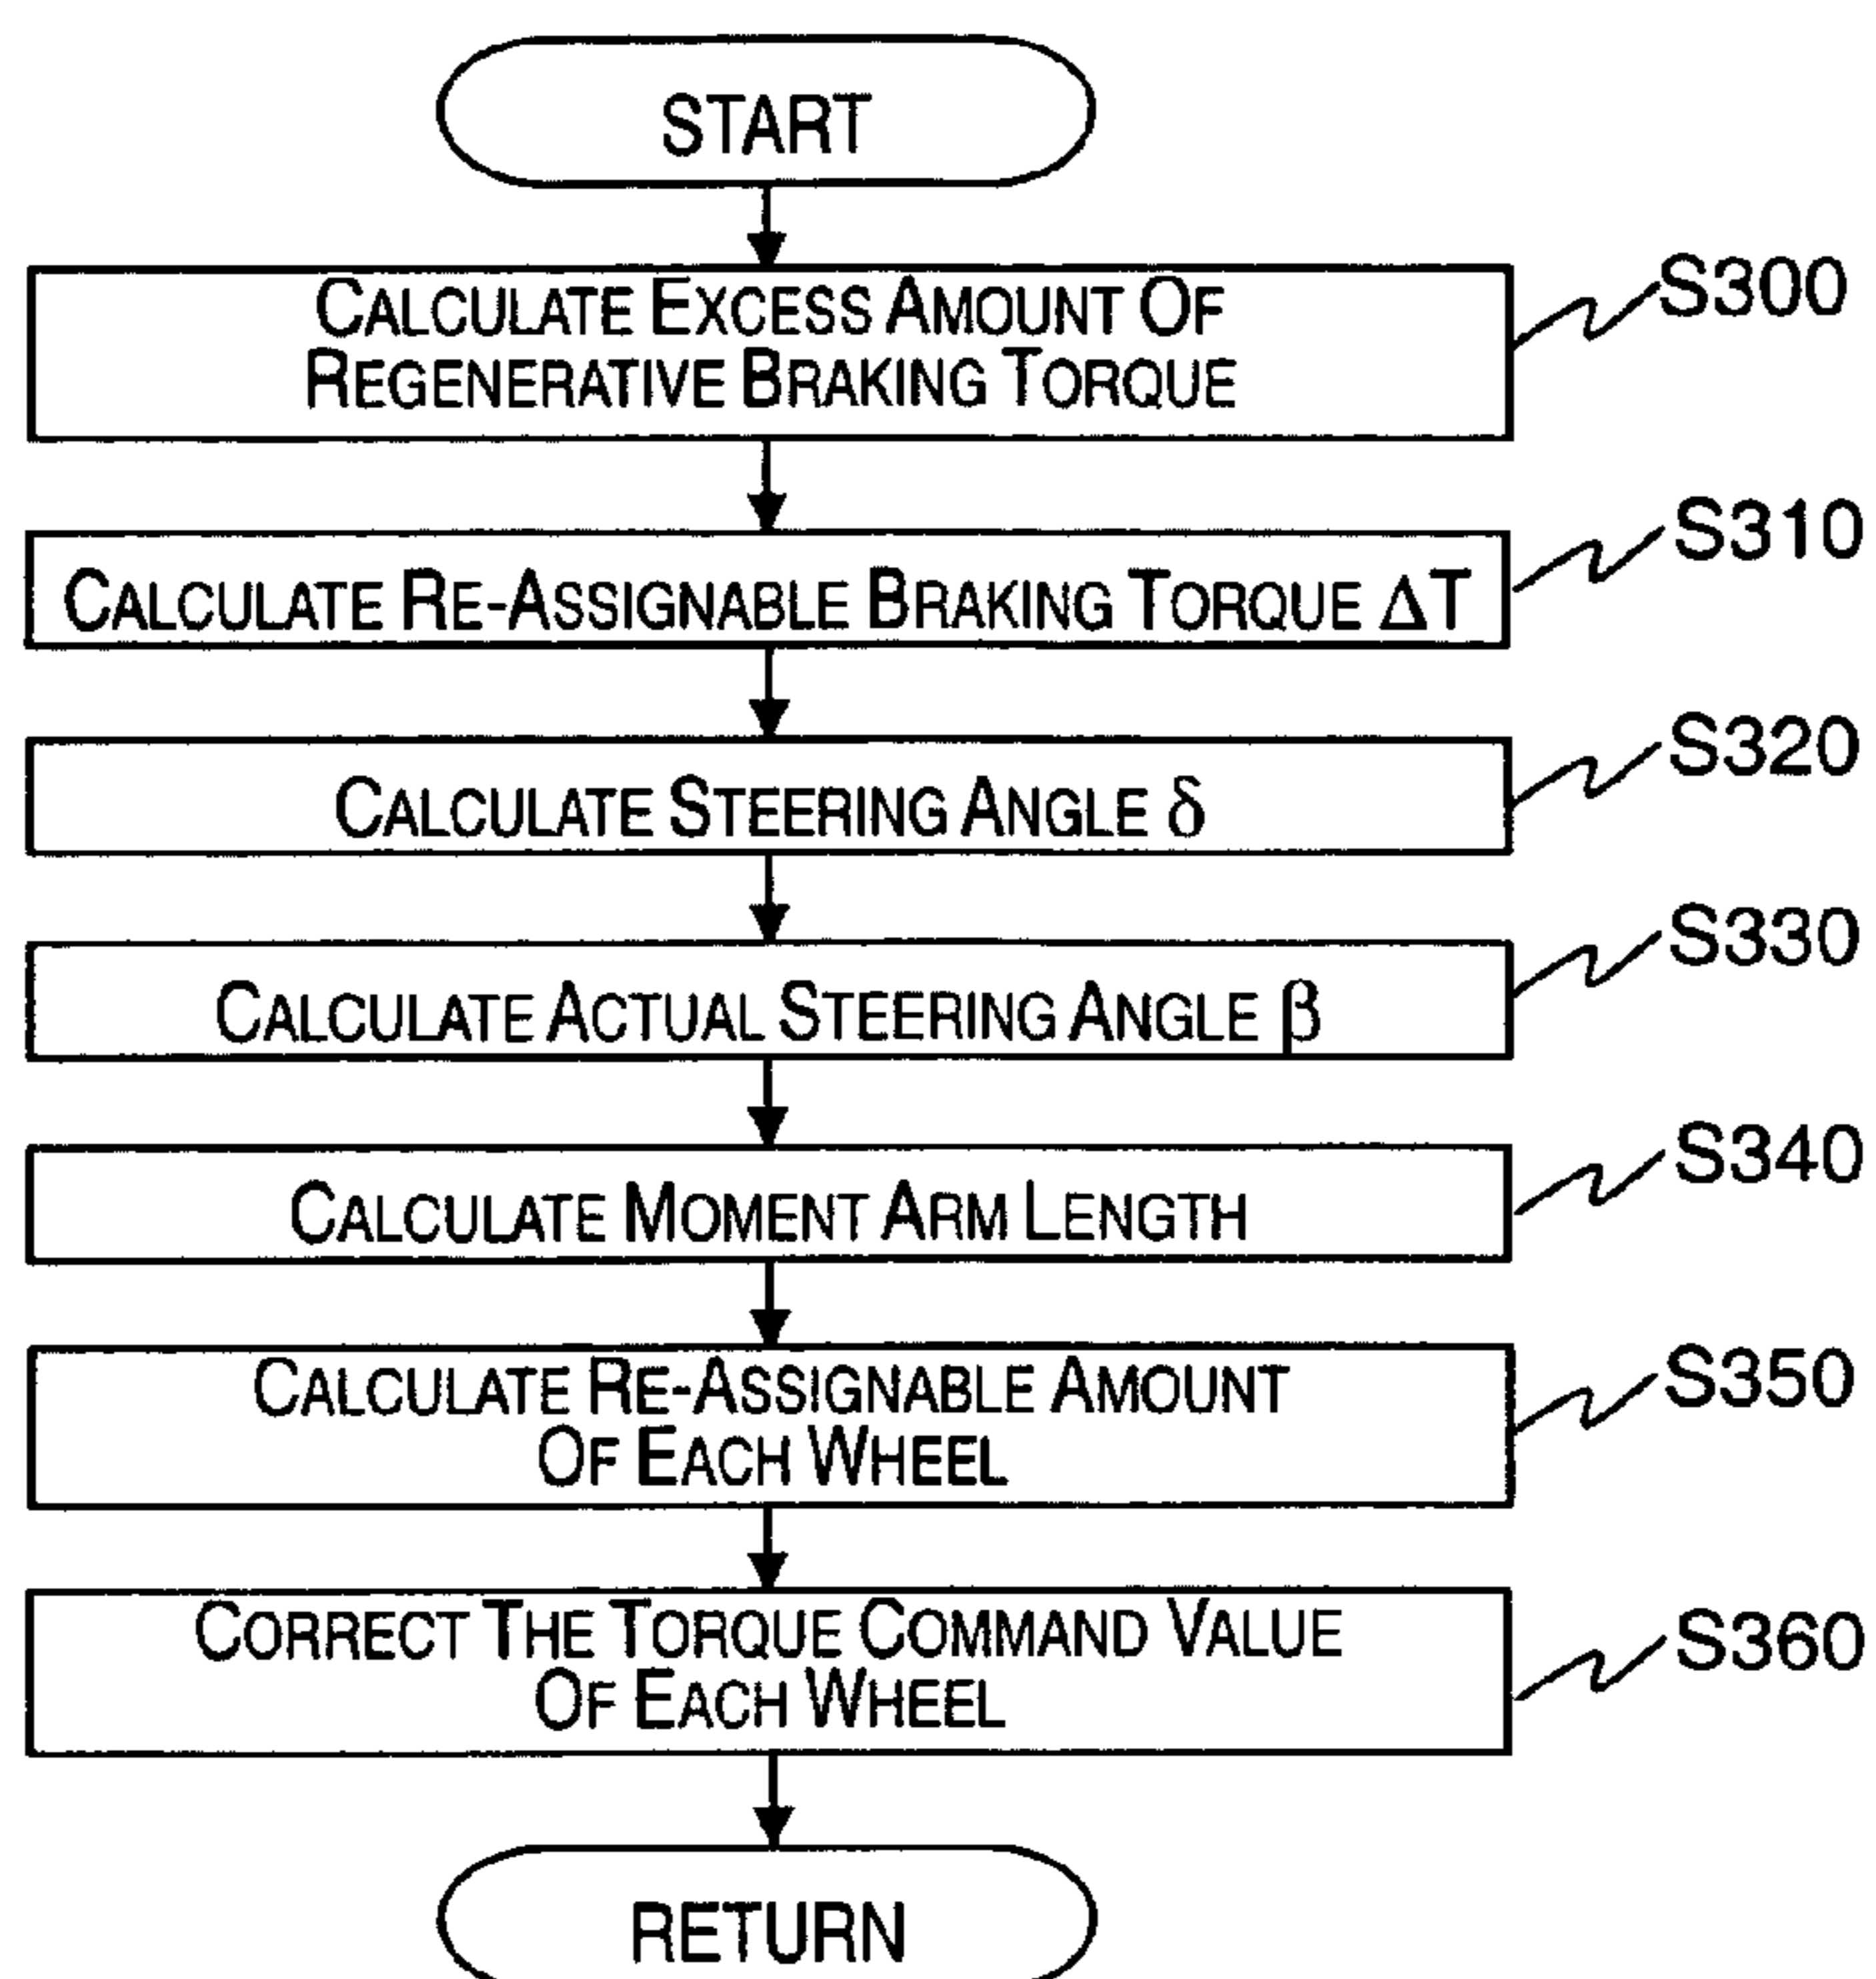 START
CALCULATE EXCESS AMOUNT OF
REGENERATIVE BRAKING TORQUE
S300
CALCULATE RE-ASSIGNABLE BRAKING TORQUE ΔT
S310
CALCULATE STEERING ANGLE δ
S320
CALCULATE ACTUAL STEERING ANGLE β
S330
CALCULATE MOMENT ARM LENGTH
S340
CALCULATE RE-ASSIGNABLE AMOUNT
OF EACH WHEEL
S350
CORRECT THE TORQUE COMMAND VALUE
OF EACH WHEEL
S360
RETURN